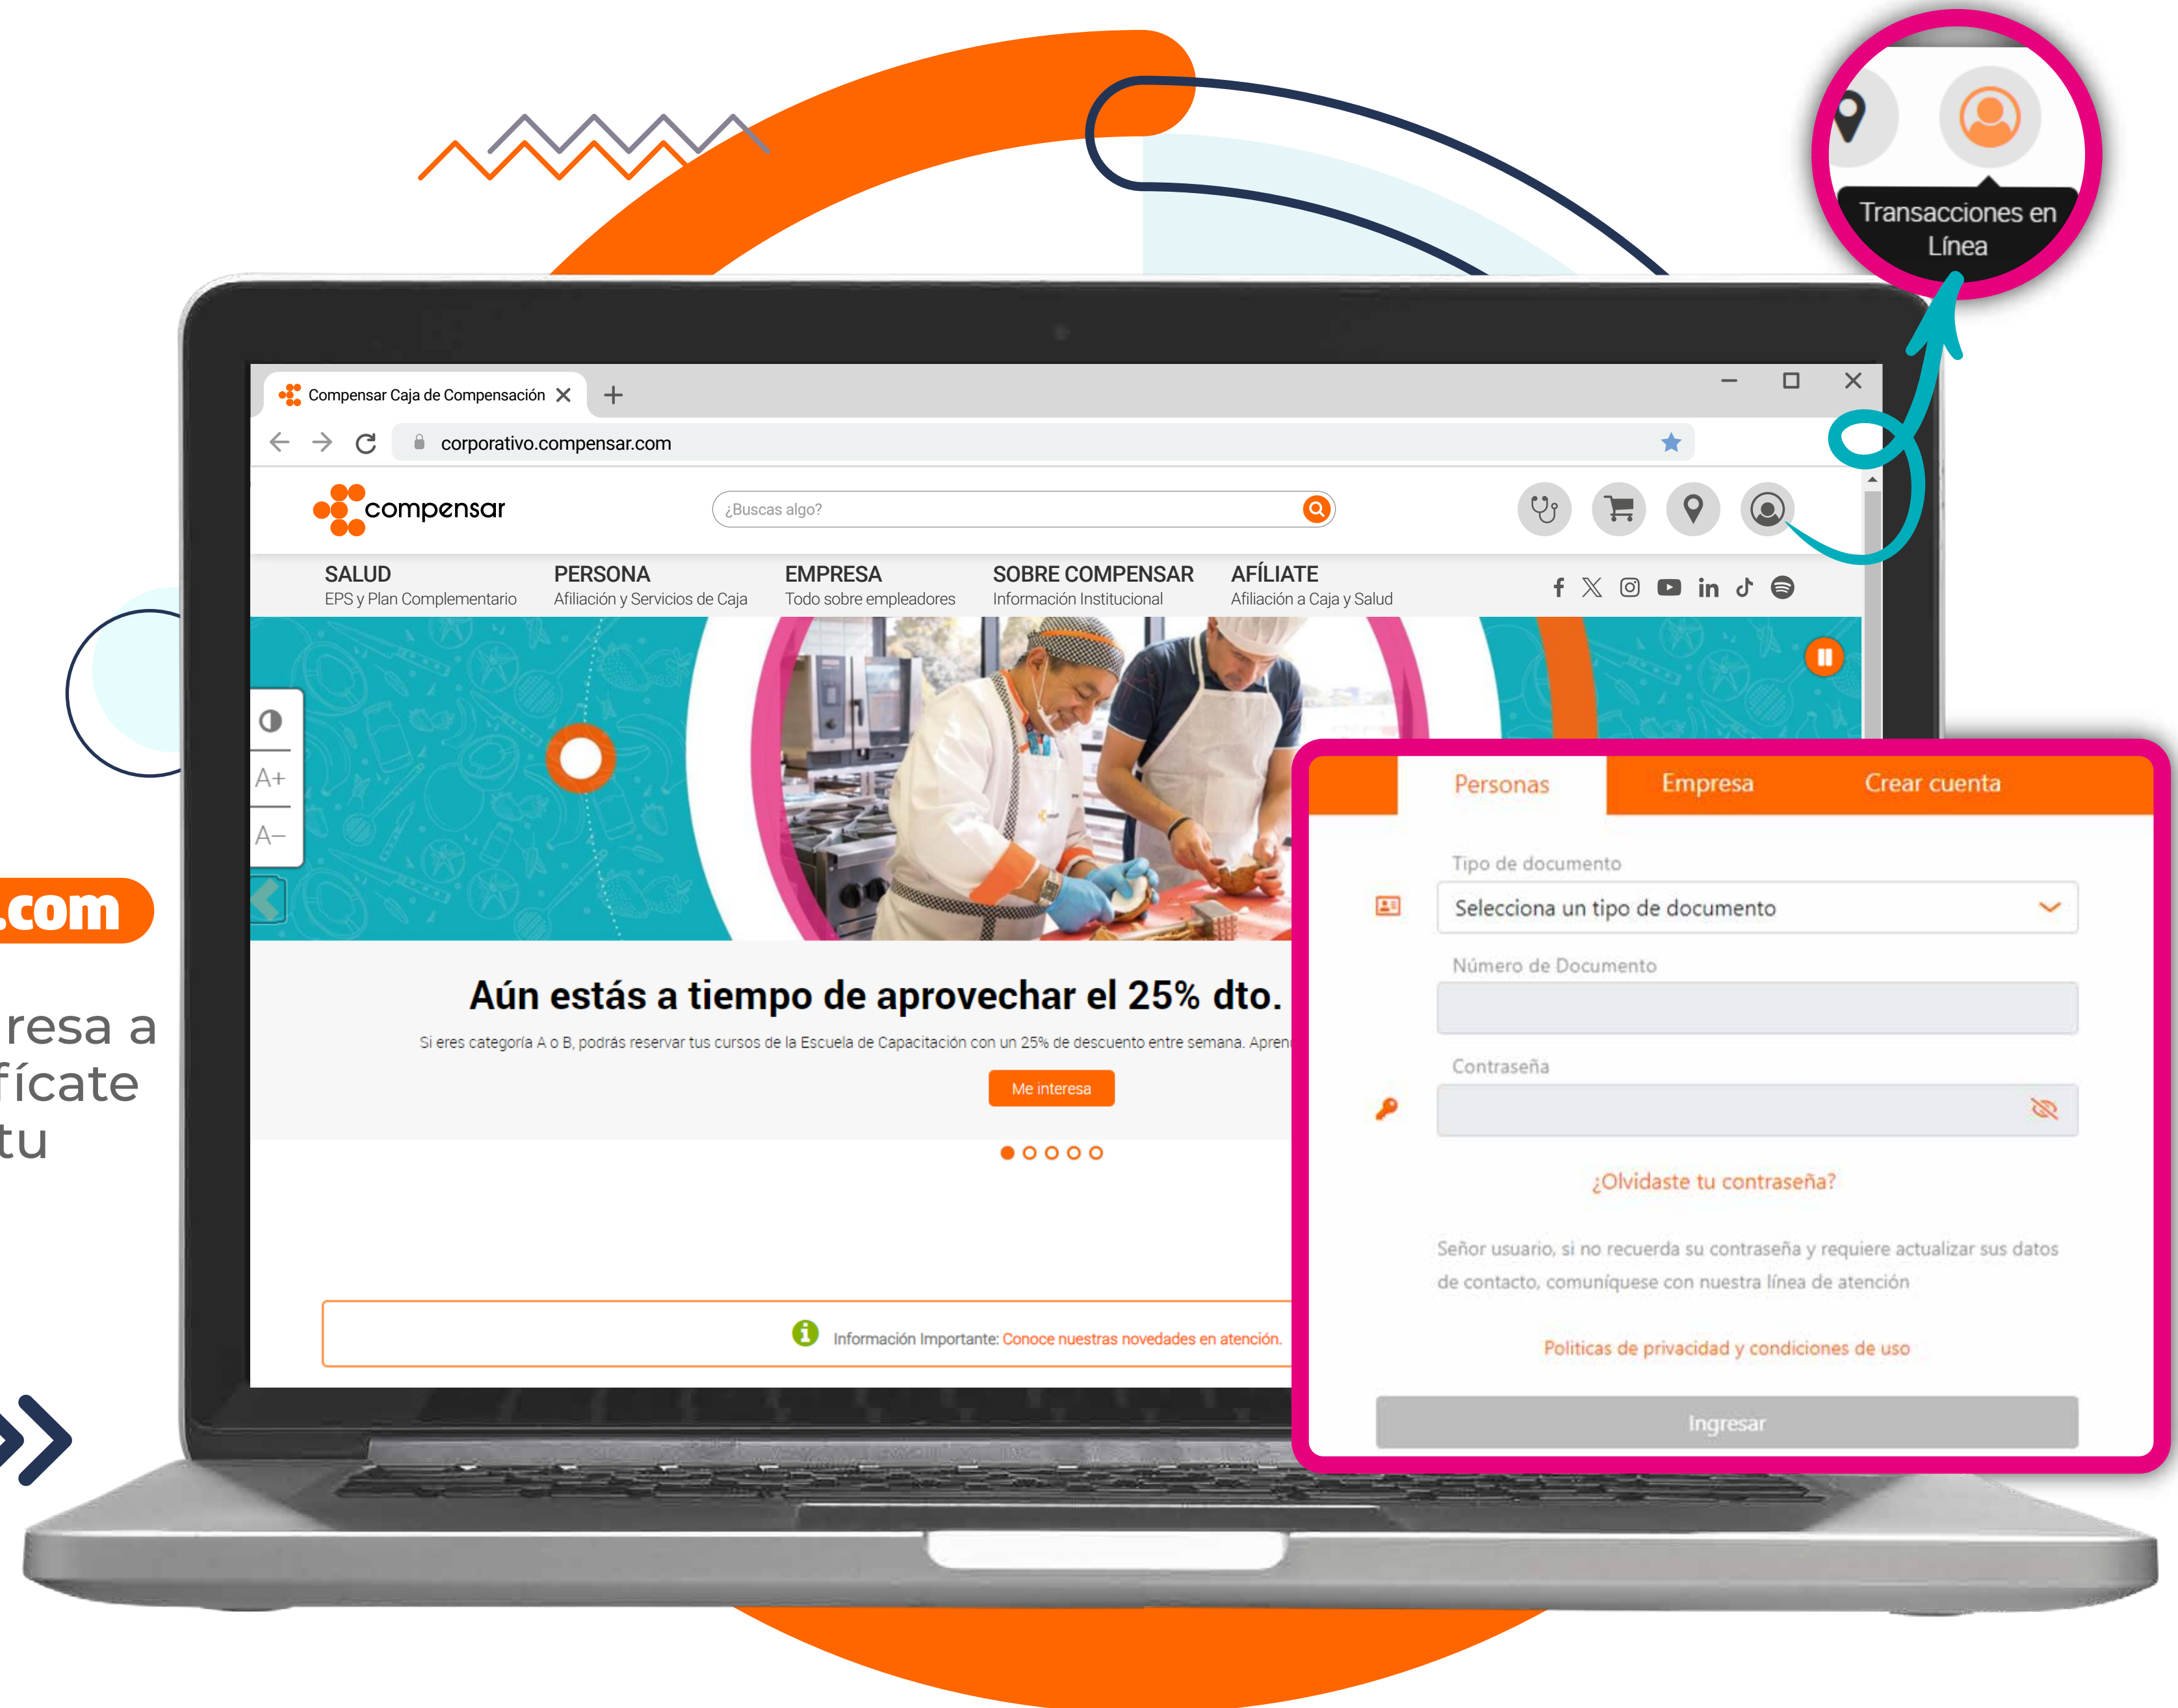 Transacciones en
Línea
Compensar Caja de Compensación
corporativo.compensar.com
compensar
¿Buscas algo?
SALUD
EPS y Plan Complementario
PERSONA
Afiliación y Servicios de Caja
EMPRESA
Todo sobre empleadores
SOBRE COMPENSAR
Información Institucional
AFÍLIATE
Afiliación a Caja y Salud
A+
A–
.com
resa a
fícate
tu
Aún estás a tiempo de aprovechar el 25% dto.
Si eres categoría A o B, podrás reservar tus cursos de la Escuela de Capacitación con un 25% de descuento entre semana. Apren
Me interesa
Información Importante: Conoce nuestras novedades en atención.
Personas
Empresa
Crear cuenta
Tipo de documento
Selecciona un tipo de documento
Número de Documento
Contraseña
¿Olvidaste tu contraseña?
Señor usuario, si no recuerda su contraseña y requiere actualizar sus datos
de contacto, comuníquese con nuestra línea de atención
Politicas de privacidad y condiciones de uso
Ingresar